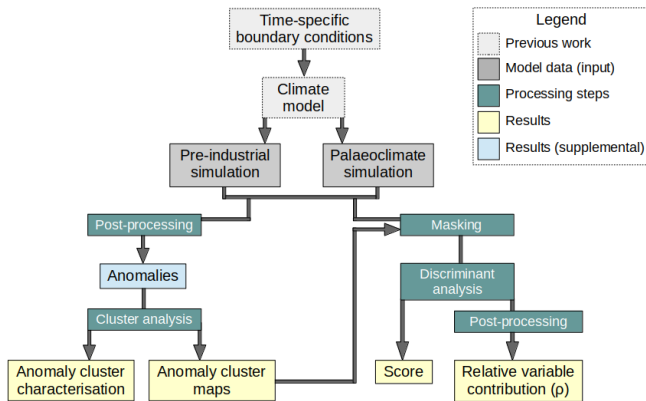 Time-specific
boundary conditions
Climate
model
Pre-industrial
simulation
Palaeoclimate
simulation
Post-processing
Masking
Anomalies
Discriminant
analysis
Cluster analysis
Post-processing
Anomaly cluster
characterisation
Anomaly cluster
maps
Score
Relative variable
contribution (ρ)
Legend
Previous work
Model data (input)
Processing steps
Results
Results (supplemental)